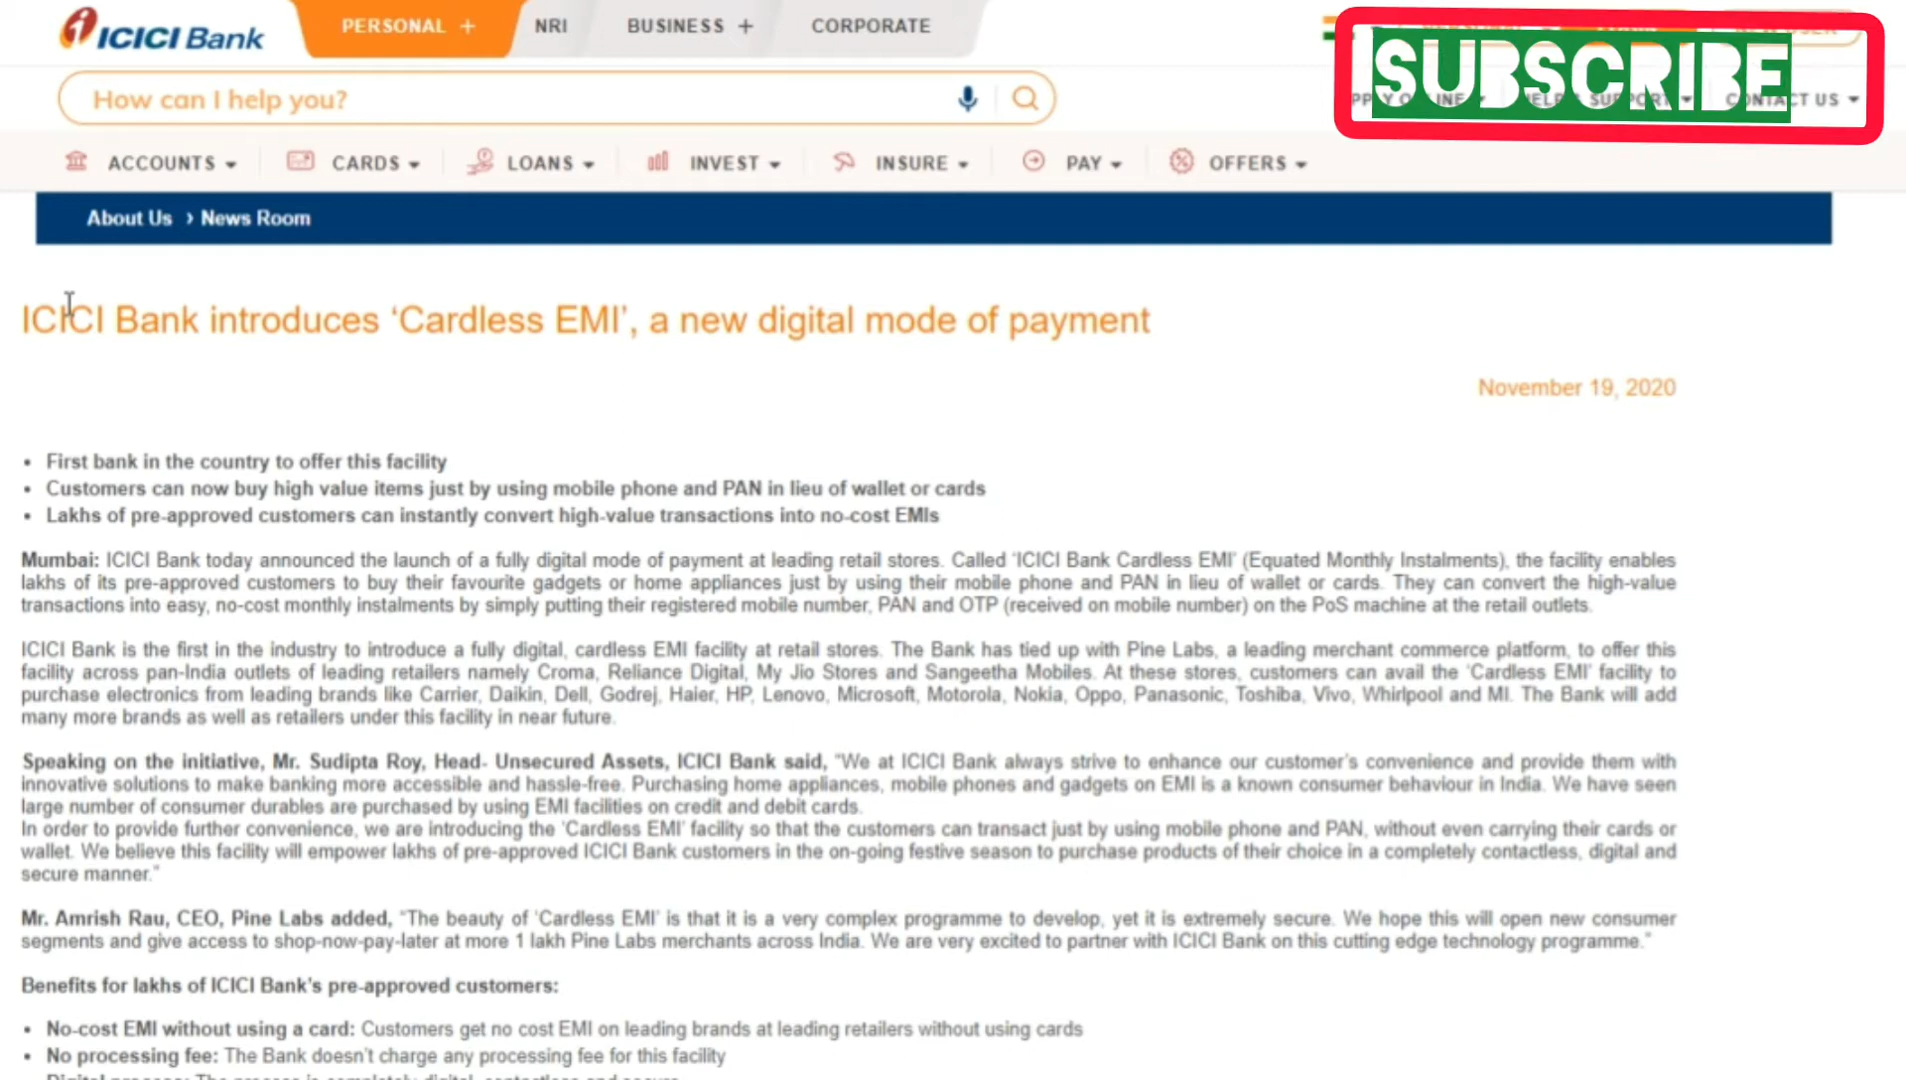 ICICI Bank
PERSONAL +
NRI
BUSINESS +
CORPORATE
SUBSCRIBE
How can I help you?
CONTACT US
ACCOUNTS
CARDS
LOANS
INVEST
INSURE
PAY
OFFERS
About Us › News Room
ICICI Bank introduces ‘Cardless EMI’, a new digital mode of payment
November 19, 2020
• First bank in the country to offer this facility
• Customers can now buy high value items just by using mobile phone and PAN in lieu of wallet or cards
• Lakhs of pre-approved customers can instantly convert high-value transactions into no-cost EMIs
Mumbai: ICICI Bank today announced the launch of a fully digital mode of payment at leading retail stores. Called ‘ICICI Bank Cardless EMI’ (Equated Monthly Instalments), the facility enables
lakhs of its pre-approved customers to buy their favourite gadgets or home appliances just by using their mobile phone and PAN in lieu of wallet or cards. They can convert the high-value
transactions into easy, no-cost monthly instalments by simply putting their registered mobile number, PAN and OTP (received on mobile number) on the PoS machine at the retail outlets.
ICICI Bank is the first in the industry to introduce a fully digital, cardless EMI facility at retail stores. The Bank has tied up with Pine Labs, a leading merchant commerce platform, to offer this
facility across pan-India outlets of leading retailers namely Croma, Reliance Digital, My Jio Stores and Sangeetha Mobiles. At these stores, customers can avail the ‘Cardless EMI’ facility to
purchase electronics from leading brands like Carrier, Daikin, Dell, Godrej, Haier, HP, Lenovo, Microsoft, Motorola, Nokia, Oppo, Panasonic, Toshiba, Vivo, Whirlpool and MI. The Bank will add
many more brands as well as retailers under this facility in near future.
Speaking on the initiative, Mr. Sudipta Roy, Head- Unsecured Assets, ICICI Bank said, “We at ICICI Bank always strive to enhance our customer’s convenience and provide them with
innovative solutions to make banking more accessible and hassle-free. Purchasing home appliances, mobile phones and gadgets on EMI is a known consumer behaviour in India. We have seen
large number of consumer durables are purchased by using EMI facilities on credit and debit cards.
In order to provide further convenience, we are introducing the ‘Cardless EMI’ facility so that the customers can transact just by using mobile phone and PAN, without even carrying their cards or
wallet. We believe this facility will empower lakhs of pre-approved ICICI Bank customers in the on-going festive season to purchase products of their choice in a completely contactless, digital and
secure manner.”
Mr. Amrish Rau, CEO, Pine Labs added, “The beauty of ‘Cardless EMI’ is that it is a very complex programme to develop, yet it is extremely secure. We hope this will open new consumer
segments and give access to shop-now-pay-later at more 1 lakh Pine Labs merchants across India. We are very excited to partner with ICICI Bank on this cutting edge technology programme.”
Benefits for lakhs of ICICI Bank’s pre-approved customers:
• No-cost EMI without using a card: Customers get no cost EMI on leading brands at leading retailers without using cards
• No processing fee: The Bank doesn’t charge any processing fee for this facility